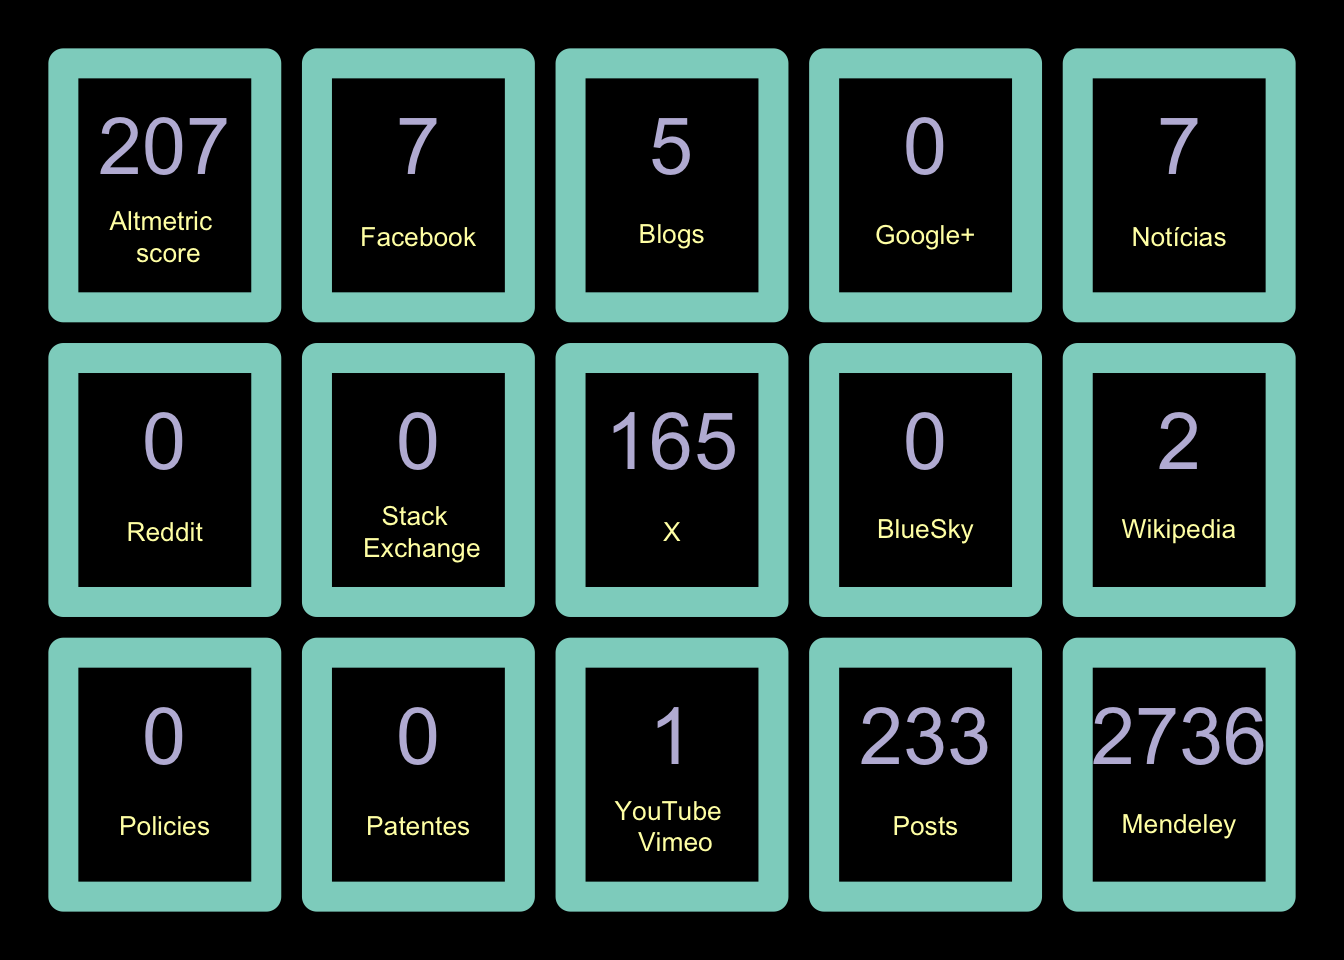 207
Altmetric
score
7
Facebook
5
Blogs
0
Google+
7
Notícias
0
Reddit
0
Stack
Exchange
165
X
0
BlueSky
2
Wikipedia
0
Policies
0
Patentes
1
YouTube
Vimeo
233
Posts
2736
Mendeley